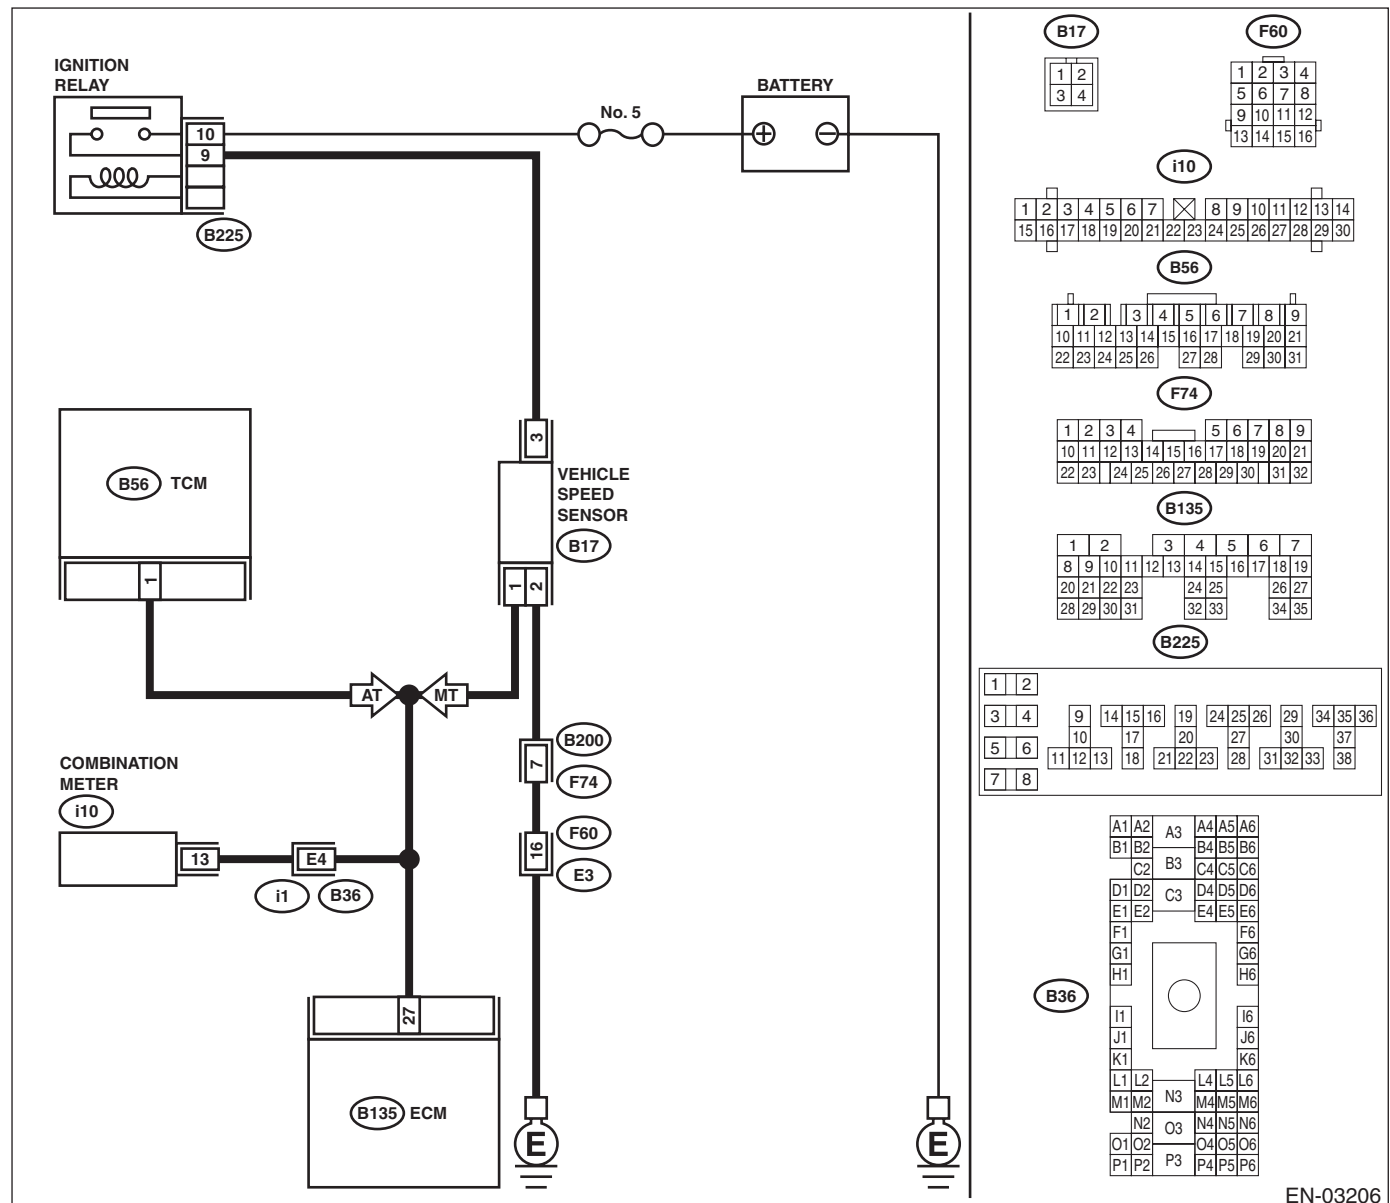 IGNITION
RELAY
10
9
B225
No. 5
BATTERY
+
−
3
VEHICLE
SPEED
SENSOR
B17
1
2
B56 TCM
1
AT
MT
B200
7
F74
COMBINATION
METER
i10
13
E4
i1
B36
F60
16
E3
27
B135 ECM
E
E
B17
1 2
3 4
F60
1 2 3 4
5 6 7 8
9 10 11 12
13 14 15 16
i10
1 2 3 4 5 6 7 8 9 10 11 12 13 14
15 16 17 18 19 20 21 22 23 24 25 26 27 28 29 30
B56
1 2 3 4 5 6 7 8 9
10 11 12 13 14 15 16 17 18 19 20 21
22 23 24 25 26 27 28 29 30 31
F74
1 2 3 4 5 6 7 8 9
10 11 12 13 14 15 16 17 18 19 20 21
22 23 24 25 26 27 28 29 30 31 32
B135
1 2 3 4 5 6 7
8 9 10 11 12 13 14 15 16 17 18 19
20 21 22 23 24 25 26 27
28 29 30 31 32 33 34 35
B225
1 2
3 4 9 14 15 16 19 24 25 26 29 34 35 36
10 17 20 27 30 37
5 6 11 12 13 18 21 22 23 28 31 32 33 38
7 8
A1 A2 A3 A4 A5 A6
B1 B2 B3 B4 B5 B6
C2 C3 C4 C5 C6
D1 D2 D4 D5 D6
E1 E2 E4 E5 E6
F1 F6
G1 G6
H1 H6
B36
I1 I6
J1 J6
K1 K6
L1 L2 L4 L5 L6
M1 M2 N3 M4 M5 M6
N2 O3 N4 N5 N6
O1 O2 O4 O5 O6
P1 P2 P3 P4 P5 P6
EN-03206